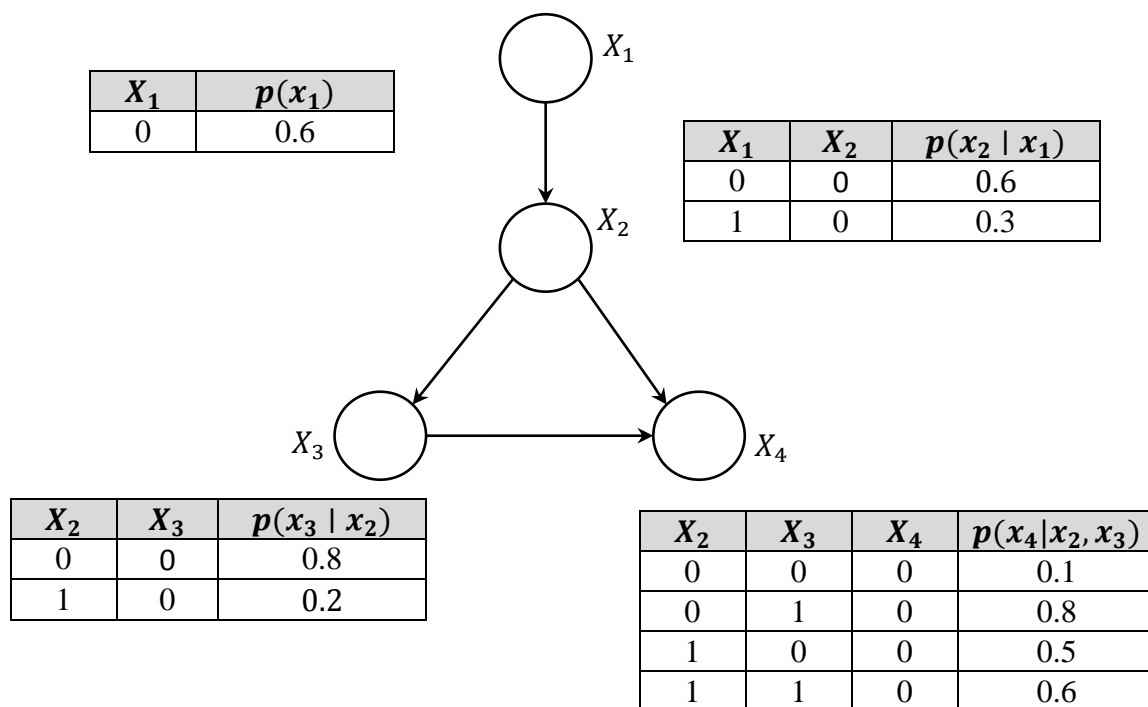 X₁
X₁ p(x₁)
0 0.6
X₁ X₂ p(x₂ | x₁)
0 0 0.6
1 0 0.3
X₂
X₃
X₄
X₂ X₃ p(x₃ | x₂)
0 0 0.8
1 0 0.2
X₂ X₃ X₄ p(x₄|x₂, x₃)
0 0 0 0.1
0 1 0 0.8
1 0 0 0.5
1 1 0 0.6